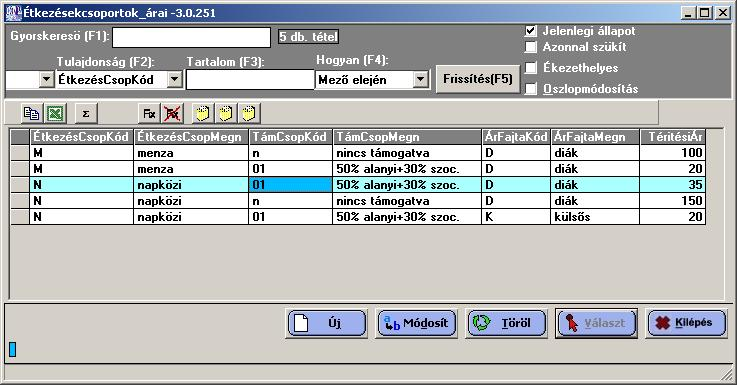 Étkezésekcsoportok_árai -3.0.251
Gyorskereső (F1): 5 db. tétel
Jelenlegi állapot
Azonnal szűkít
Ékezethelyes
Oszlopmódosítás
Tulajdonság (F2): Tartalom (F3): Hogyan (F4):
ÉtkezésCsopKód Mező elején Frissítés(F5)
Σ Fx Fx
ÉtkezésCsopKód ÉtkezésCsopMegn TámCsopKód TámCsopMegn ÁrFajtaKód ÁrFajtaMegn TérítésiÁr
M menza n nincs támogatva D diák 100
M menza 01 50% alanyi+30% szoc. D diák 20
N napközi 01 50% alanyi+30% szoc. D diák 35
N napközi n nincs támogatva D diák 150
N napközi 01 50% alanyi+30% szoc. K külsős 20
Új a b Módosít Töröl Választ Kilépés